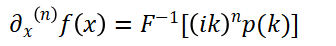 ∂ₓ⁽ⁿ⁾f(x) = F⁻¹[(ik)ⁿp(k)]